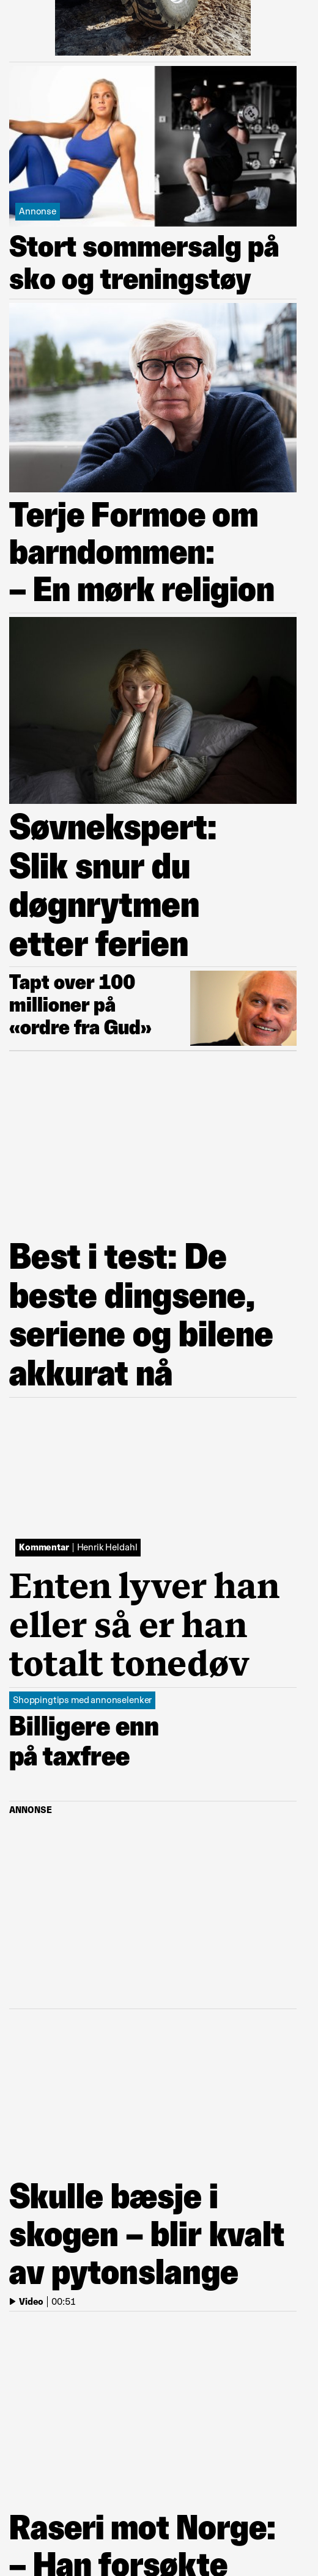 Annonse
Stort sommersalg på
sko og treningstøy
Terje Formoe om
barndommen:
– En mørk religion
Søvnekspert:
Slik snur du
døgnrytmen
etter ferien
Tapt over 100
millioner på
«ordre fra Gud»
Best i test: De
beste dingsene,
seriene og bilene
akkurat nå
Kommentar | Henrik Heldahl
Enten lyver han
eller så er han
totalt tonedøv
Shoppingtips med annonselenker
Billigere enn
på taxfree
ANNONSE
Skulle bæsje i
skogen – blir kvalt
av pytonslange
Video | 00:51
Raseri mot Norge:
– Han forsøkte